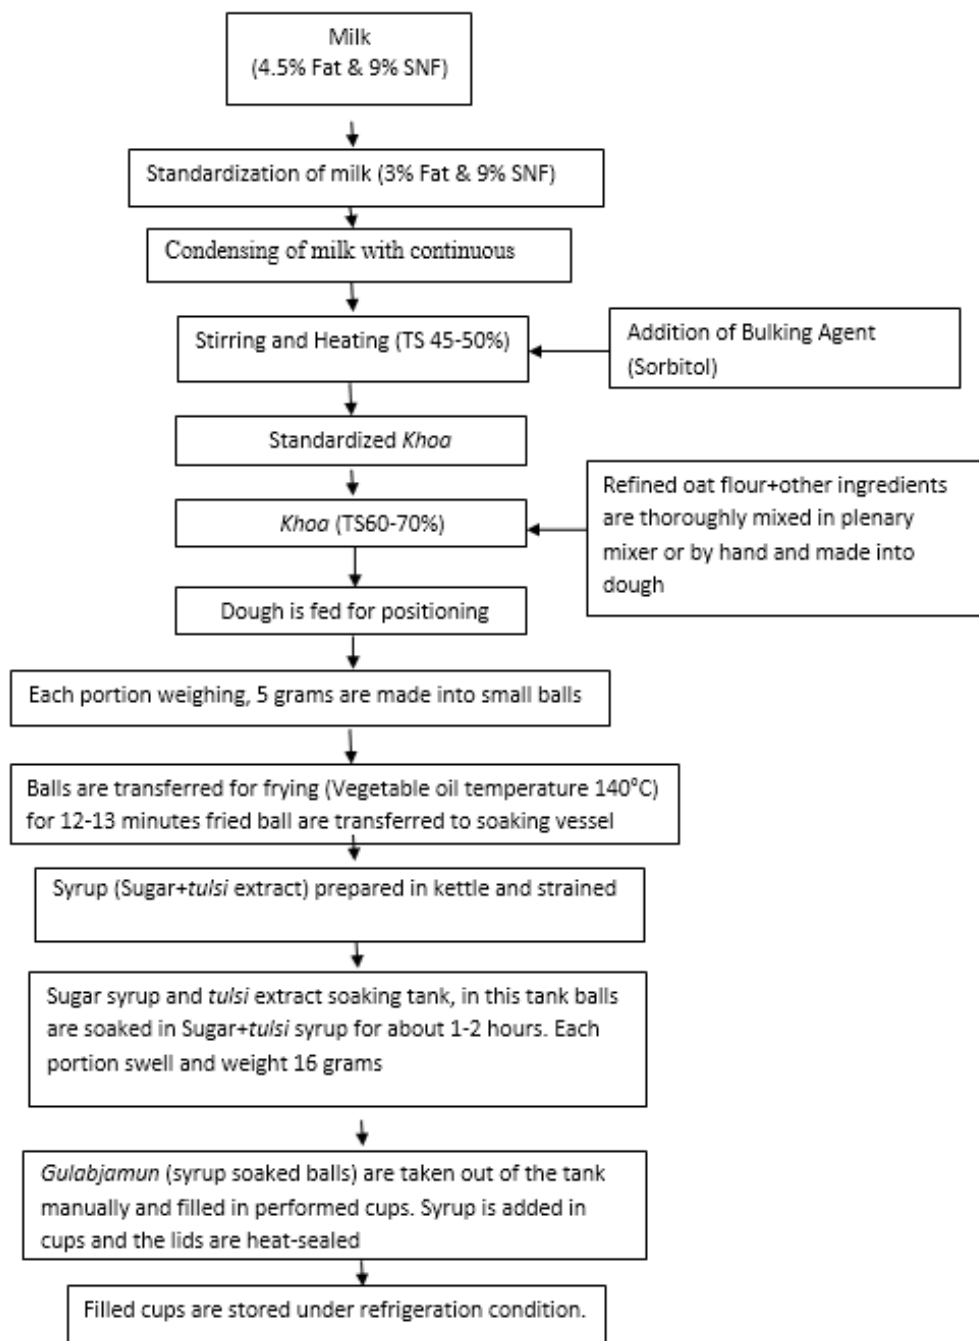 Milk
(4.5% Fat & 9% SNF)
Standardization of milk (3% Fat & 9% SNF)
Condensing of milk with continuous
Stirring and Heating (TS 45-50%)
Addition of Bulking Agent
(Sorbitol)
Standardized Khoa
Khoa (TS60-70%)
Refined oat flour+other ingredients
are thoroughly mixed in plenary
mixer or by hand and made into
dough
Dough is fed for positioning
Each portion weighing, 5 grams are made into small balls
Balls are transferred for frying (Vegetable oil temperature 140°C)
for 12-13 minutes fried ball are transferred to soaking vessel
Syrup (Sugar+tulsi extract) prepared in kettle and strained
Sugar syrup and tulsi extract soaking tank, in this tank balls
are soaked in Sugar+tulsi syrup for about 1-2 hours. Each
portion swell and weight 16 grams
Gulabjamun (syrup soaked balls) are taken out of the tank
manually and filled in performed cups. Syrup is added in
cups and the lids are heat-sealed
Filled cups are stored under refrigeration condition.